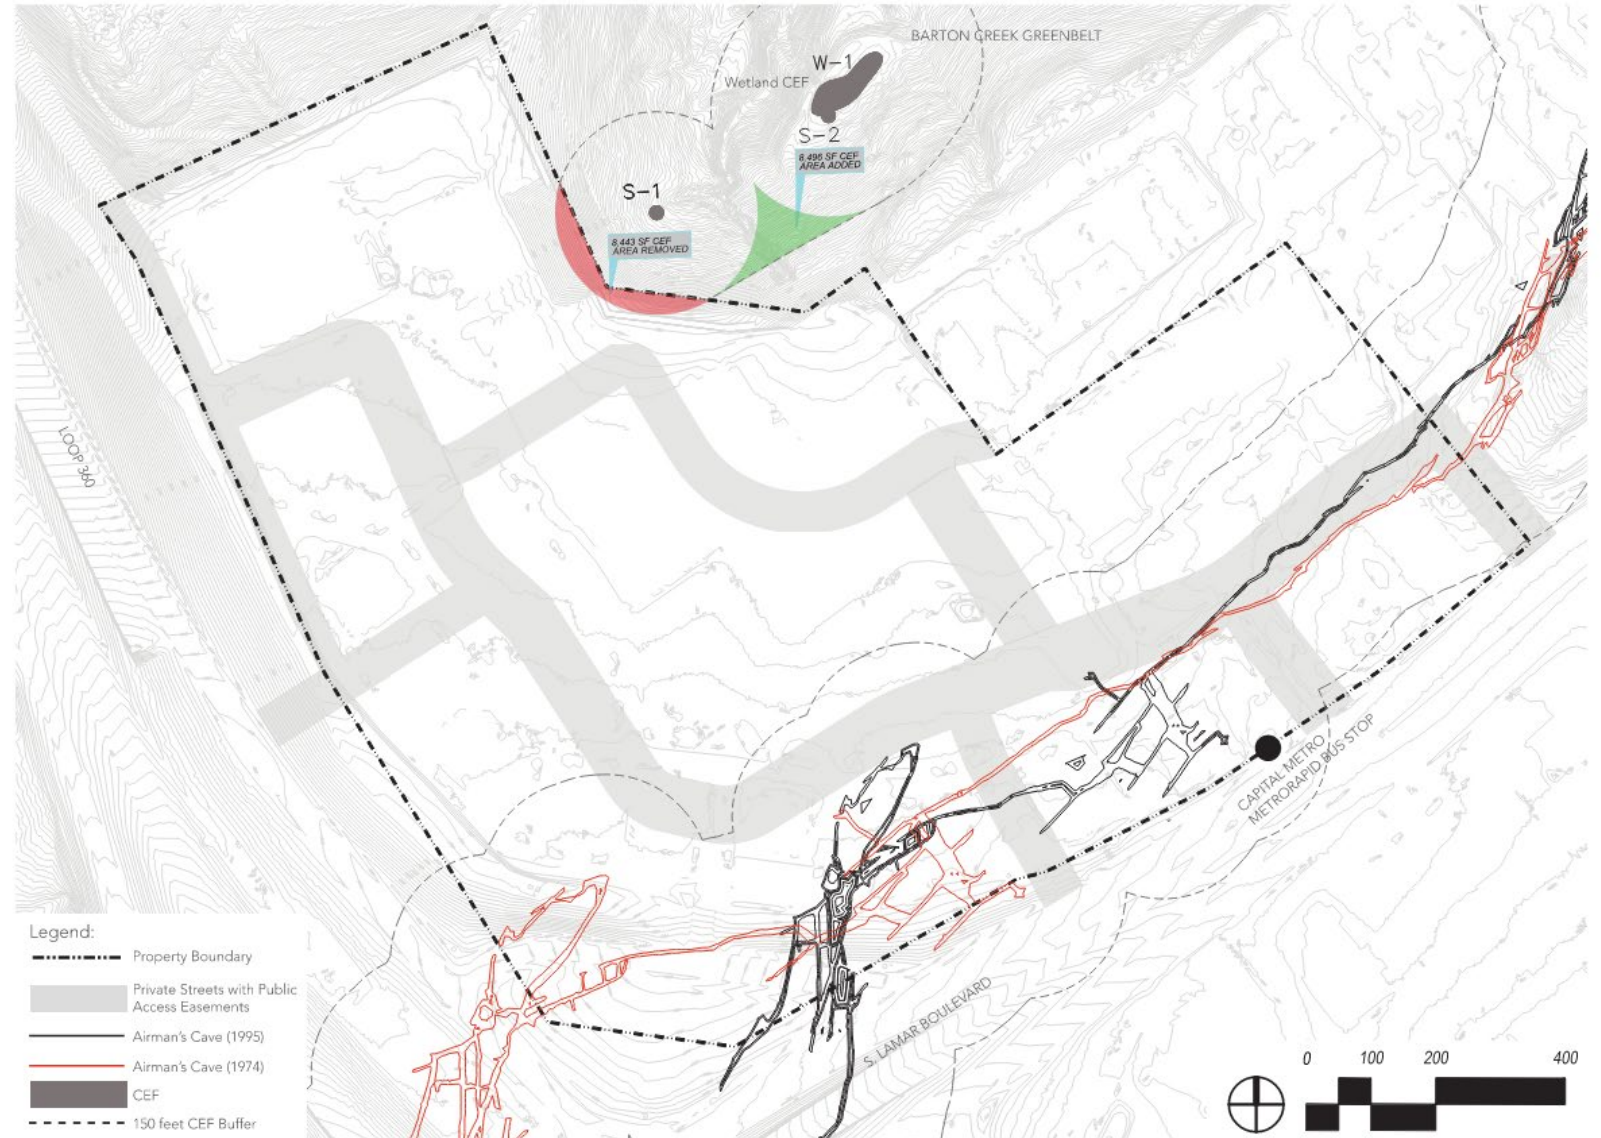 BARTON CREEK GREENBELT
W-1
Wetland CEF
S-2
8,496 SF CEF
AREA ADDED
S-1
8,443 SF CEF
AREA REMOVED
LOOP 360
CAPITAL METRO
METRORAPID BUS STOP
S. LAMAR BOULEVARD
Legend:
Property Boundary
Private Streets with Public
Access Easements
Airman's Cave (1995)
Airman's Cave (1974)
CEF
150 feet CEF Buffer
0 100 200 400